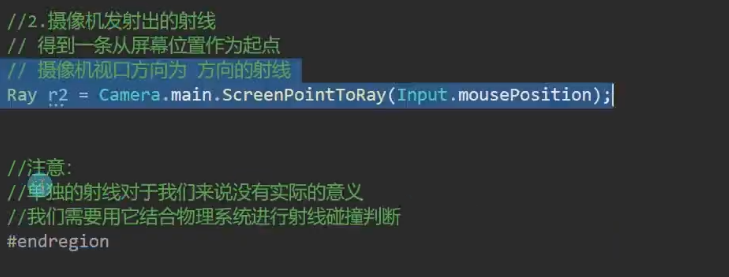 //2.摄像机发射出的射线
// 得到一条从屏幕位置作为起点
// 摄像机视口方向为 方向的射线
Ray r2 = Camera.main.ScreenPointToRay(Input.mousePosition);
//注意:
//单独的射线对于我们来说没有实际的意义
//我们需要用它结合物理系统进行射线碰撞判断
#endregion